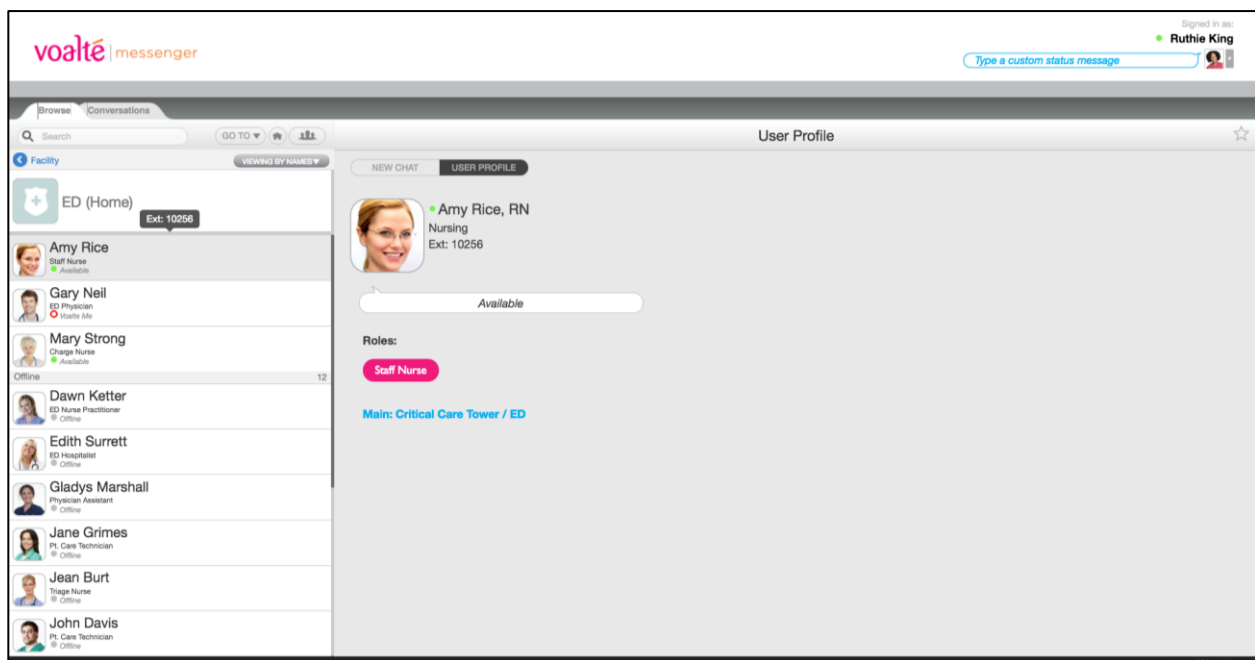 Signed in as:
Ruthie King
voalté messenger
Type a custom status message
Browse Conversations
Search
GO TO
User Profile
Facility
VIEWING BY NAMES
NEW CHAT
USER PROFILE
ED (Home)
Ext: 10256
Amy Rice
Staff Nurse
Available
Gary Neil
ED Physician
Voalte Me
Mary Strong
Charge Nurse
Available
Offline 12
Dawn Ketter
ED Nurse Practitioner
Offline
Edith Surrett
ED Hospitalist
Offline
Gladys Marshall
Physician Assistant
Offline
Jane Grimes
Pt. Care Technician
Offline
Jean Burt
Triage Nurse
Offline
John Davis
Pt. Care Technician
Offline
Amy Rice, RN
Nursing
Ext: 10256
Available
Roles:
Staff Nurse
Main: Critical Care Tower / ED